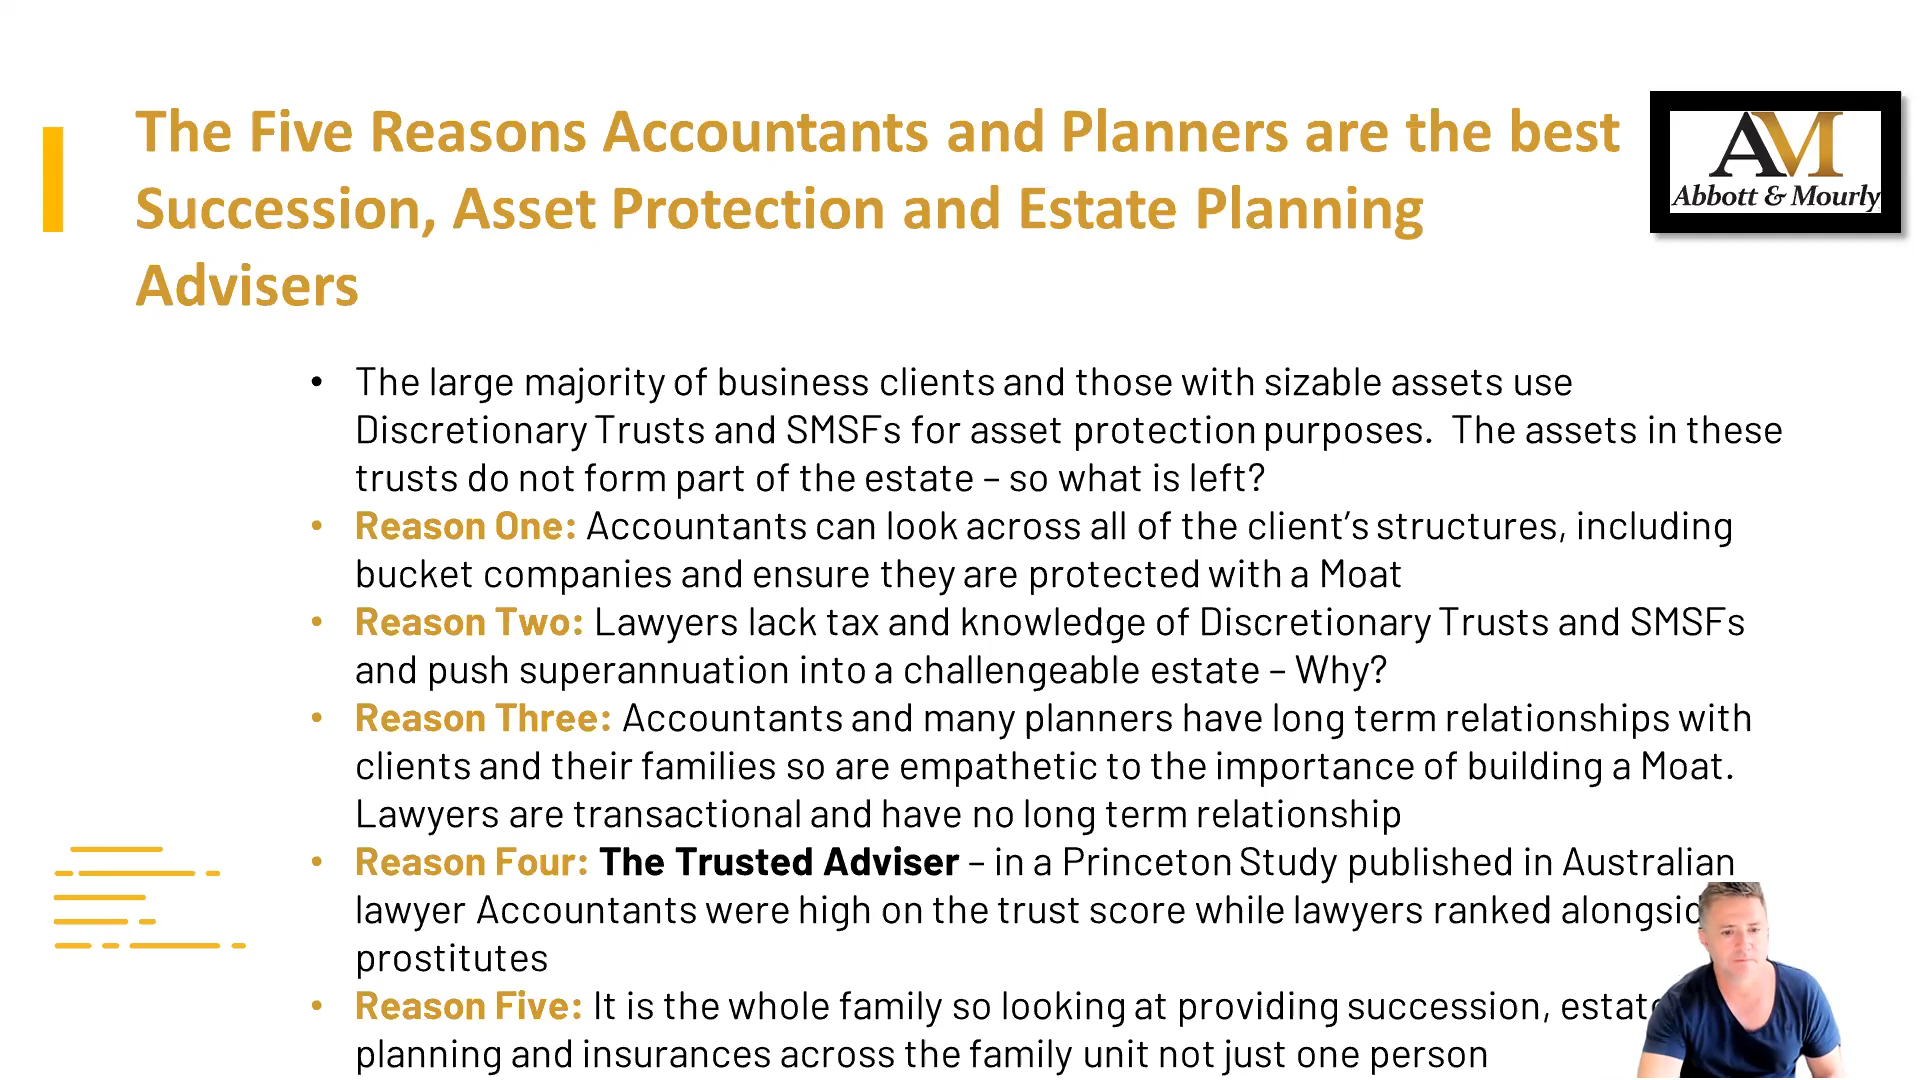 The Five Reasons Accountants and Planners are the best
Succession, Asset Protection and Estate Planning
Advisers
AM
Abbott & Mourly
• The large majority of business clients and those with sizable assets use
Discretionary Trusts and SMSFs for asset protection purposes.  The assets in these
trusts do not form part of the estate – so what is left?
• Reason One: Accountants can look across all of the client’s structures, including
bucket companies and ensure they are protected with a Moat
• Reason Two: Lawyers lack tax and knowledge of Discretionary Trusts and SMSFs
and push superannuation into a challengeable estate – Why?
• Reason Three: Accountants and many planners have long term relationships with
clients and their families so are empathetic to the importance of building a Moat.
Lawyers are transactional and have no long term relationship
• Reason Four: The Trusted Adviser – in a Princeton Study published in Australian
lawyer Accountants were high on the trust score while lawyers ranked
prostitutes
• Reason Five: It is the whole family so looking at providing succession, estate
planning and insurances across the family unit not just one person